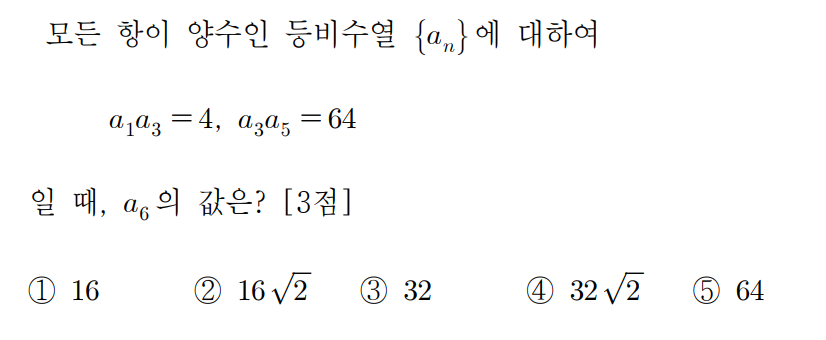 모든 항이 양수인 등비수열 {aₙ}에 대하여
a₁a₃ = 4, a₃a₅ = 64
일 때, a₆의 값은? [3점]
① 16 ② 16√2 ③ 32 ④ 32√2 ⑤ 64